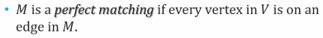 • M is a perfect matching if every vertex in V is on an
edge in M.